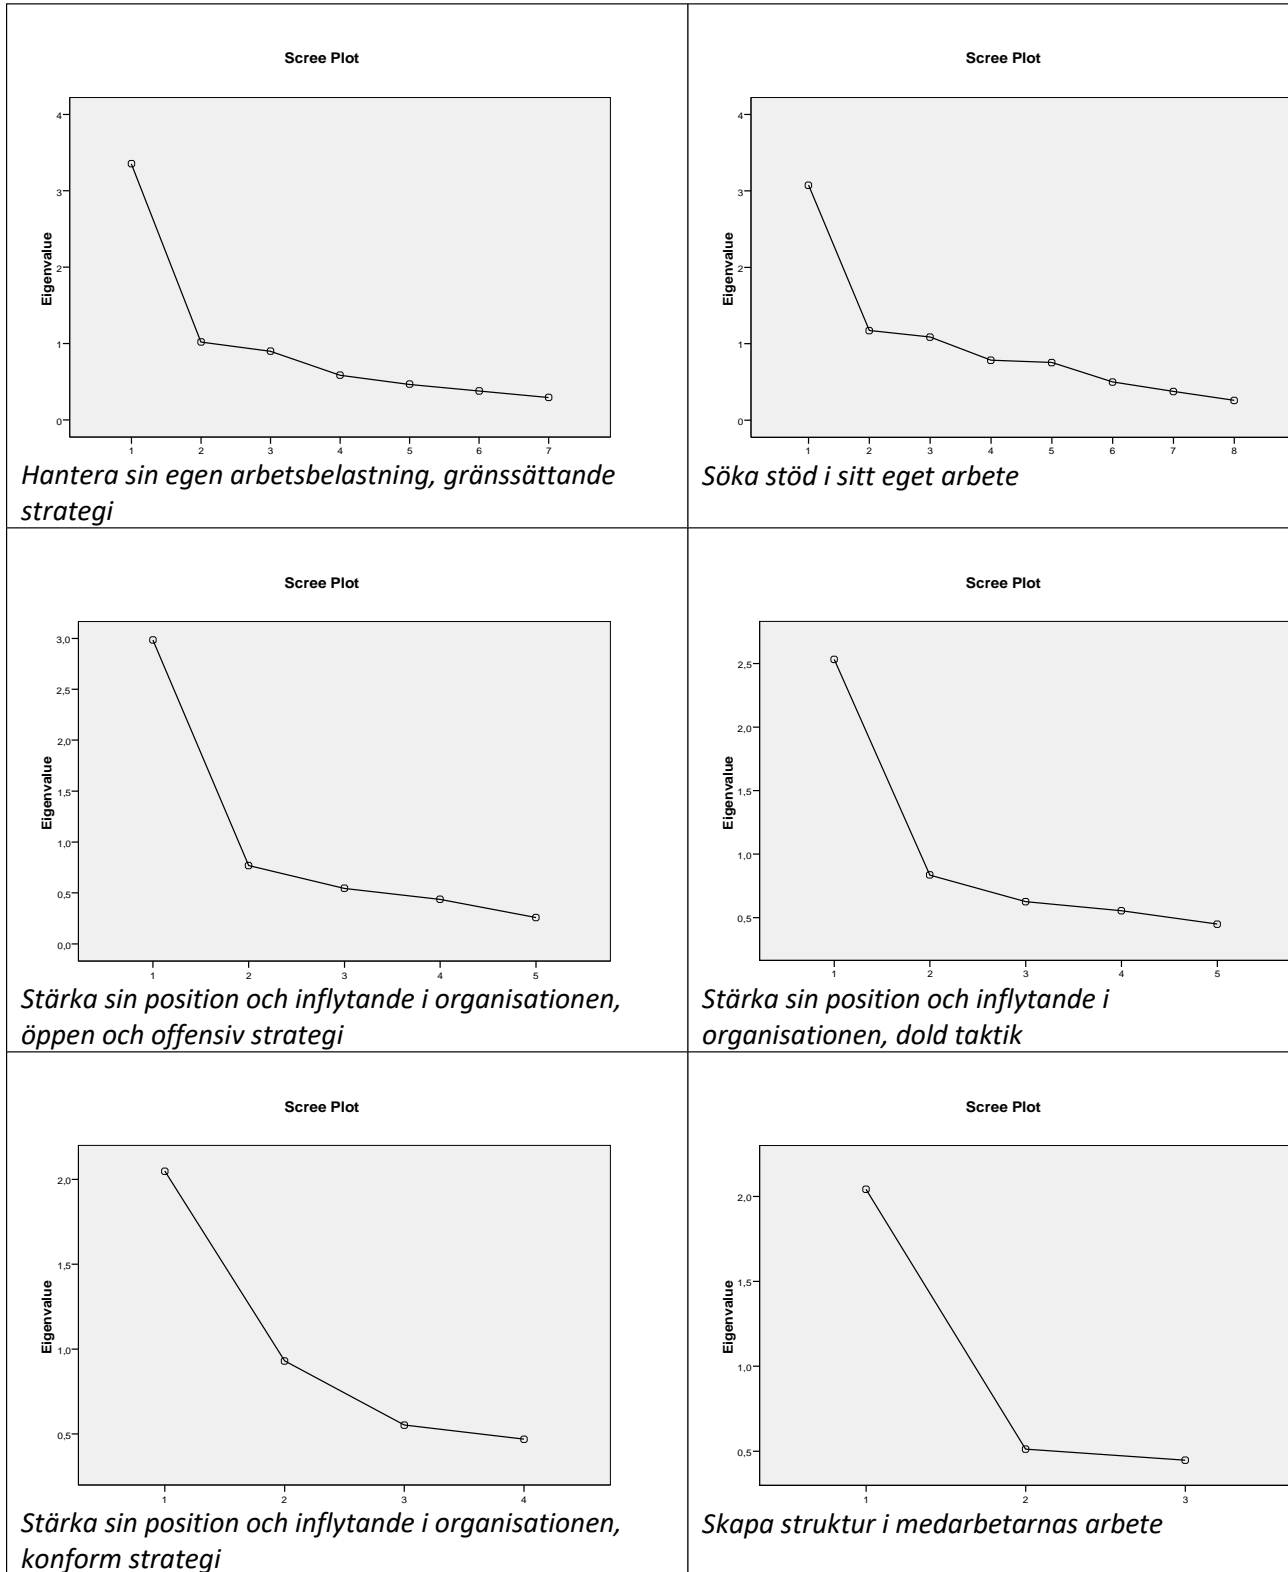 Scree Plot
Eigenvalue
4
3
2
1
0
1 2 3 4 5 6 7
Hantera sin egen arbetsbelastning, gränssättande
strategi
Scree Plot
Eigenvalue
4
3
2
1
0
1 2 3 4 5 6 7 8
Söka stöd i sitt eget arbete
Scree Plot
Eigenvalue
3,0
2,5
2,0
1,5
1,0
0,5
0,0
1 2 3 4 5
Stärka sin position och inflytande i organisationen,
öppen och offensiv strategi
Scree Plot
Eigenvalue
2,5
2,0
1,5
1,0
0,5
1 2 3 4 5
Stärka sin position och inflytande i
organisationen, dold taktik
Scree Plot
Eigenvalue
2,0
1,5
1,0
0,5
1 2 3 4
Stärka sin position och inflytande i organisationen,
konform strategi
Scree Plot
Eigenvalue
2,0
1,5
1,0
0,5
1 2 3
Skapa struktur i medarbetarnas arbete